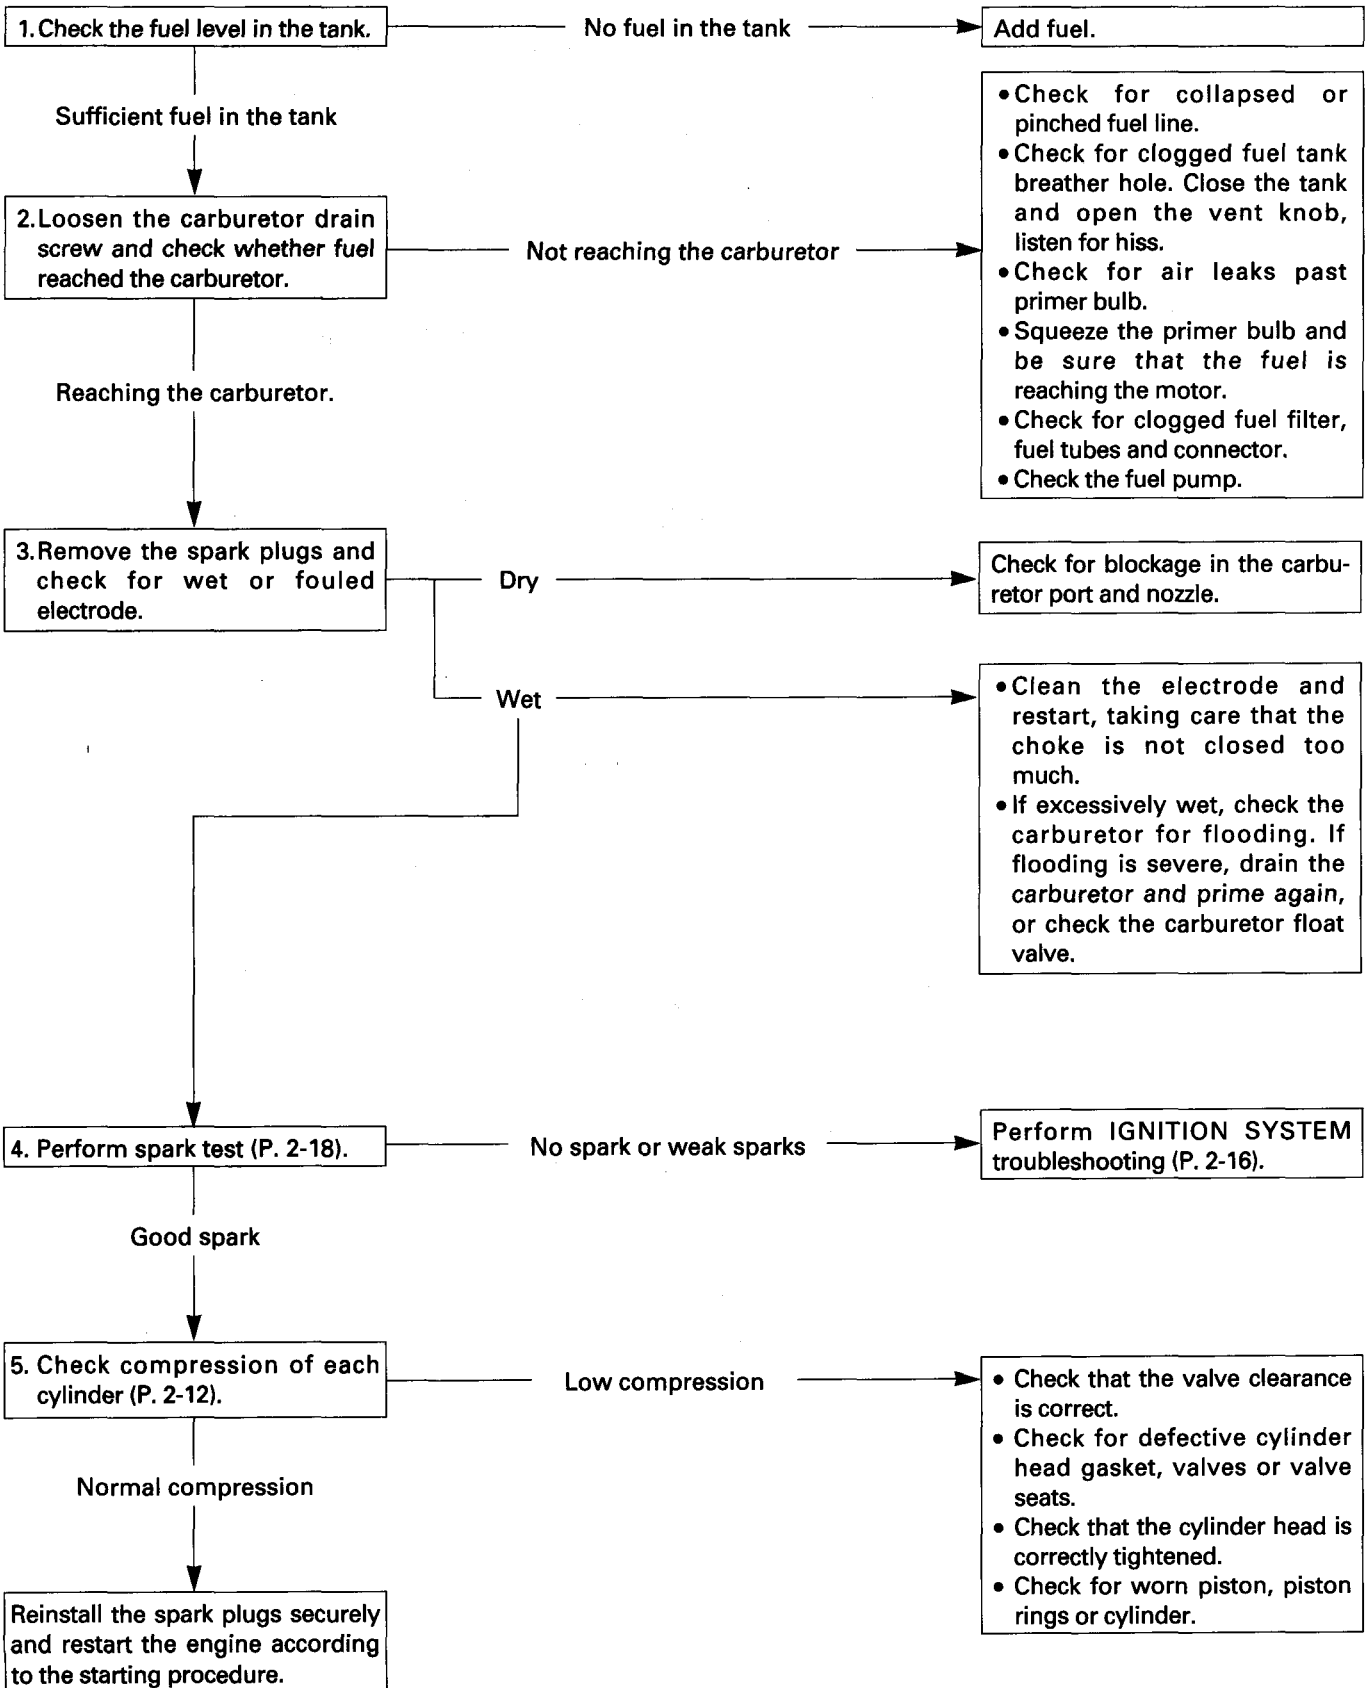 1. Check the fuel level in the tank.
No fuel in the tank
Add fuel.
Sufficient fuel in the tank
• Check for collapsed or
pinched fuel line.
• Check for clogged fuel tank
breather hole. Close the tank
and open the vent knob,
listen for hiss.
• Check for air leaks past
primer bulb.
• Squeeze the primer bulb and
be sure that the fuel is
reaching the motor.
• Check for clogged fuel filter,
fuel tubes and connector.
• Check the fuel pump.
2. Loosen the carburetor drain
screw and check whether fuel
reached the carburetor.
Not reaching the carburetor
Reaching the carburetor.
3. Remove the spark plugs and
check for wet or fouled
electrode.
Dry
Check for blockage in the carbu-
retor port and nozzle.
Wet
• Clean the electrode and
restart, taking care that the
choke is not closed too
much.
• If excessively wet, check the
carburetor for flooding. If
flooding is severe, drain the
carburetor and prime again,
or check the carburetor float
valve.
4. Perform spark test (P. 2-18).
No spark or weak sparks
Perform IGNITION SYSTEM
troubleshooting (P. 2-16).
Good spark
5. Check compression of each
cylinder (P. 2-12).
Low compression
• Check that the valve clearance
is correct.
• Check for defective cylinder
head gasket, valves or valve
seats.
• Check that the cylinder head is
correctly tightened.
• Check for worn piston, piston
rings or cylinder.
Normal compression
Reinstall the spark plugs securely
and restart the engine according
to the starting procedure.